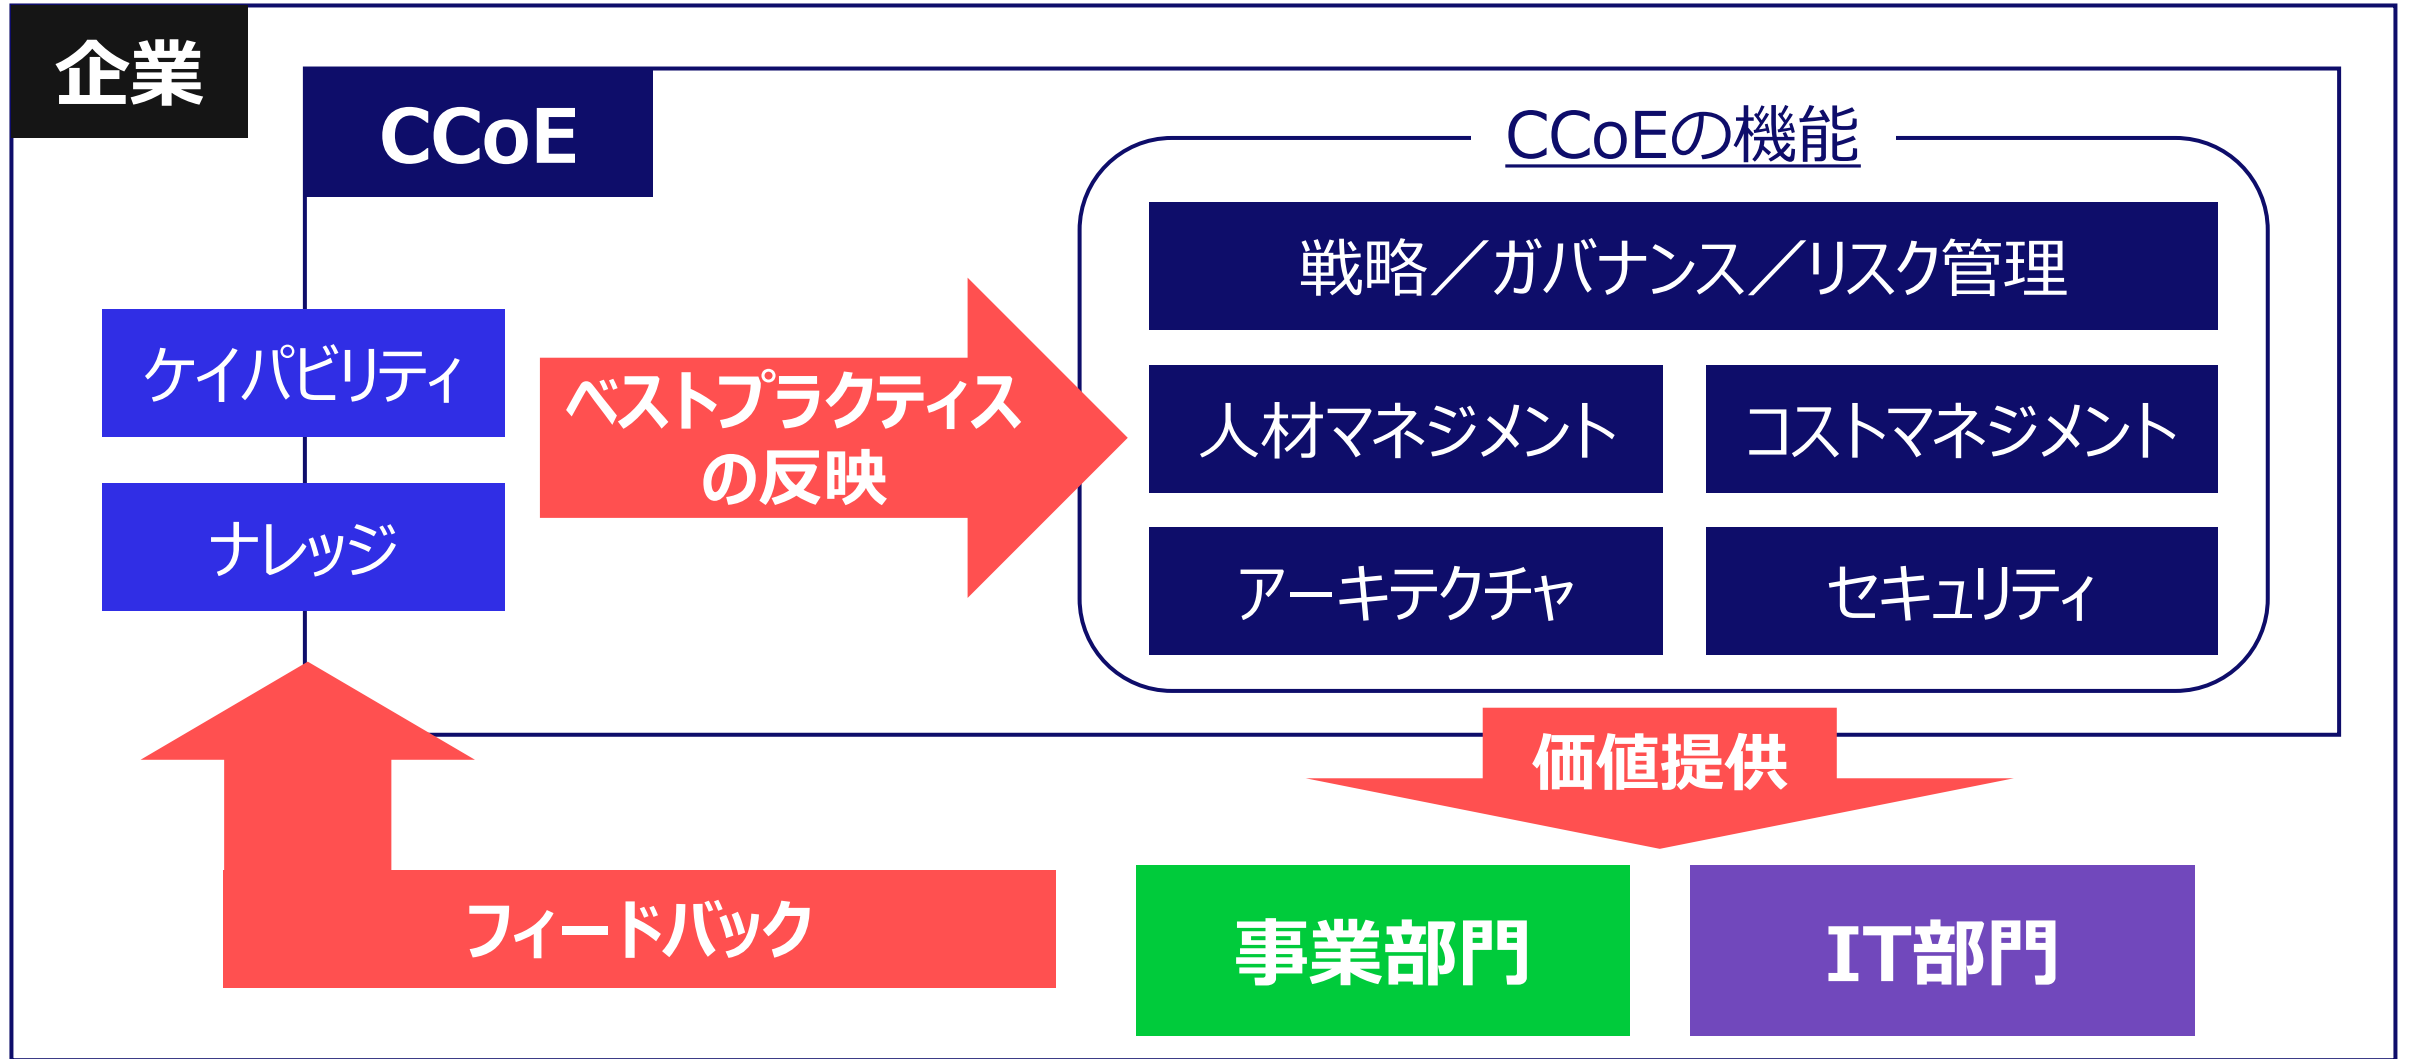 企業
CCoE
CCoEの機能
戦略／ガバナンス／リスク管理
ケイパビリティ
ベストプラクティス
の反映
人材マネジメント
コストマネジメント
ナレッジ
アーキテクチャ
セキュリティ
価値提供
フィードバック
事業部門
IT部門